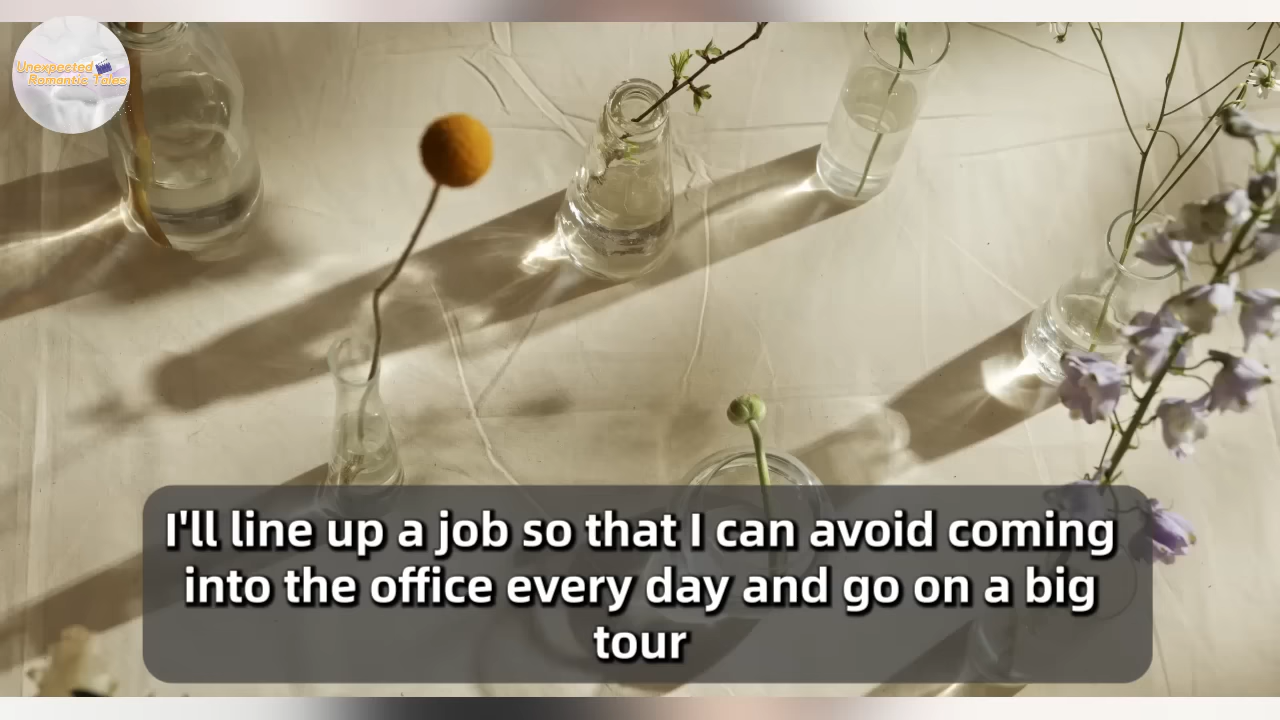 Unexpected
Romantic Tales
I'll line up a job so that I can avoid coming
into the office every day and go on a big
tour